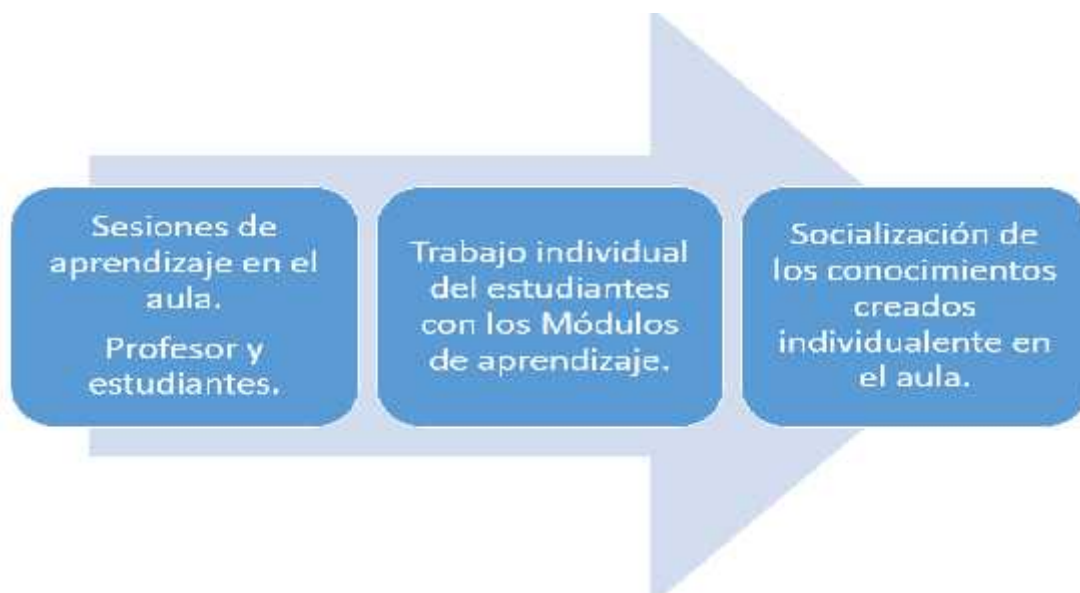 Sesiones de
aprendizaje en el
aula.
Profesor y
estudiantes.
Trabajo individual
del estudiantes
con los Módulos
de aprendizaje.
Socialización de
los conocimientos
creados
individualente en
el aula.